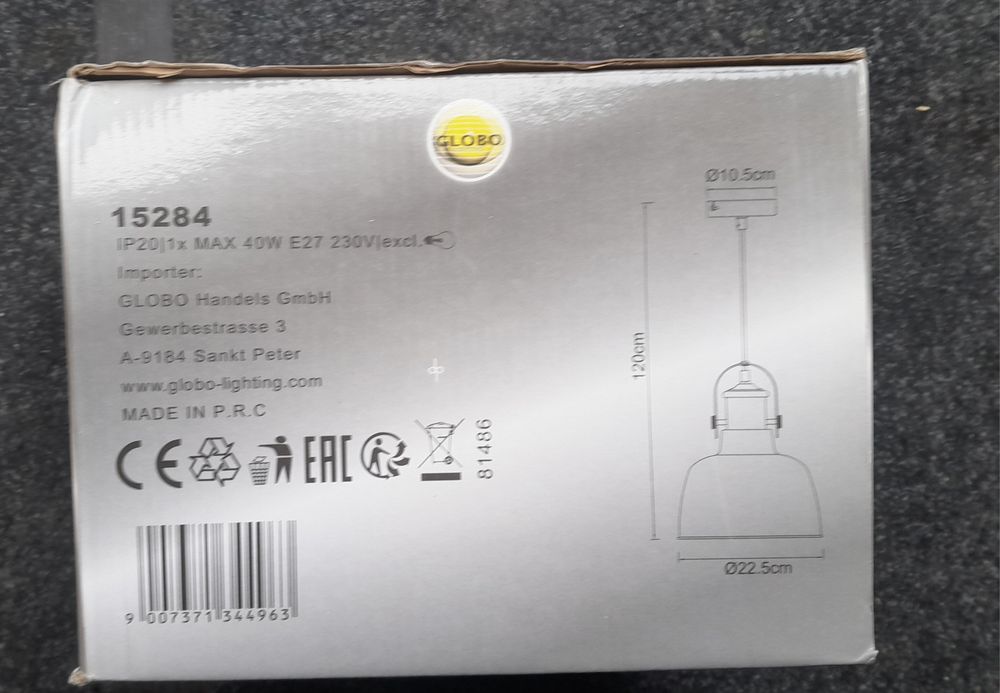 GLOBO
15284
IP20|1x MAX 40W E27 230V|excl.
Importer:
GLOBO Handels GmbH
Gewerbestrasse 3
A-9184 Sankt Peter
www.globo-lighting.com
MADE IN P.R.C
CE EAC
81486
9 007371 344963
Ø10.5cm
120cm
Ø22.5cm